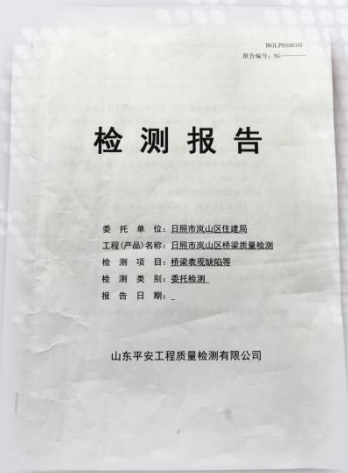 BGLP05001H
报告编号：SG————
检测报告
委托单位：日照市岚山区住建局
工程(产品)名称：日照市岚山区桥梁质量检测
检测项目：桥梁表观缺陷等
检测类别：委托检测
报告日期：_
山东平安工程质量检测有限公司